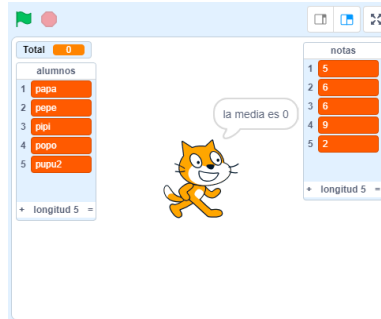 Total 0
alumnos
1 papa
2 pepe
3 pipi
4 popo
5 pupu2
+ longitud 5 =
la media es 0
notas
1 5
2 6
3 6
4 9
5 2
+ longitud 5 =